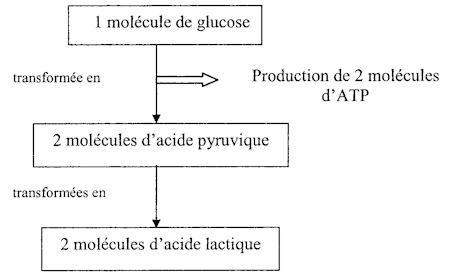 1 molécule de glucose
transformée en
Production de 2 molécules
d'ATP
2 molécules d'acide pyruvique
transformées en
2 molécules d'acide lactique